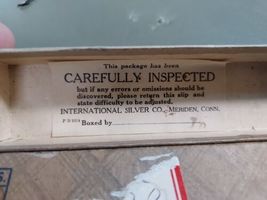 This package has been
CAREFULLY INSPECTED
but if any errors or omissions should be
discovered, please return this slip and
state difficulty to be adjusted.
INTERNATIONAL SILVER CO., MERIDEN, CONN.
Boxed by